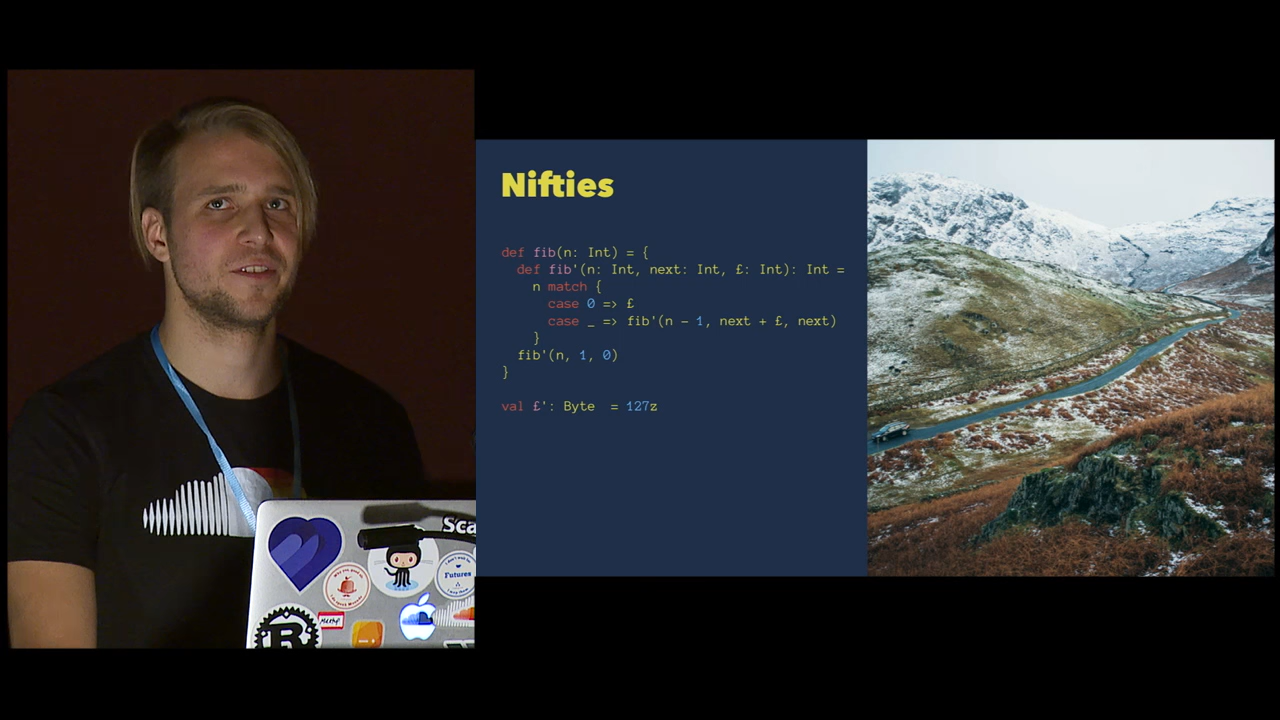 Nifties
def fib(n: Int) = {
def fib'(n: Int, next: Int, £: Int): Int =
n match {
case 0 => £
case _ => fib'(n - 1, next + £, next)
}
fib'(n, 1, 0)
}
val £': Byte  = 127z
Sca
Futures
R